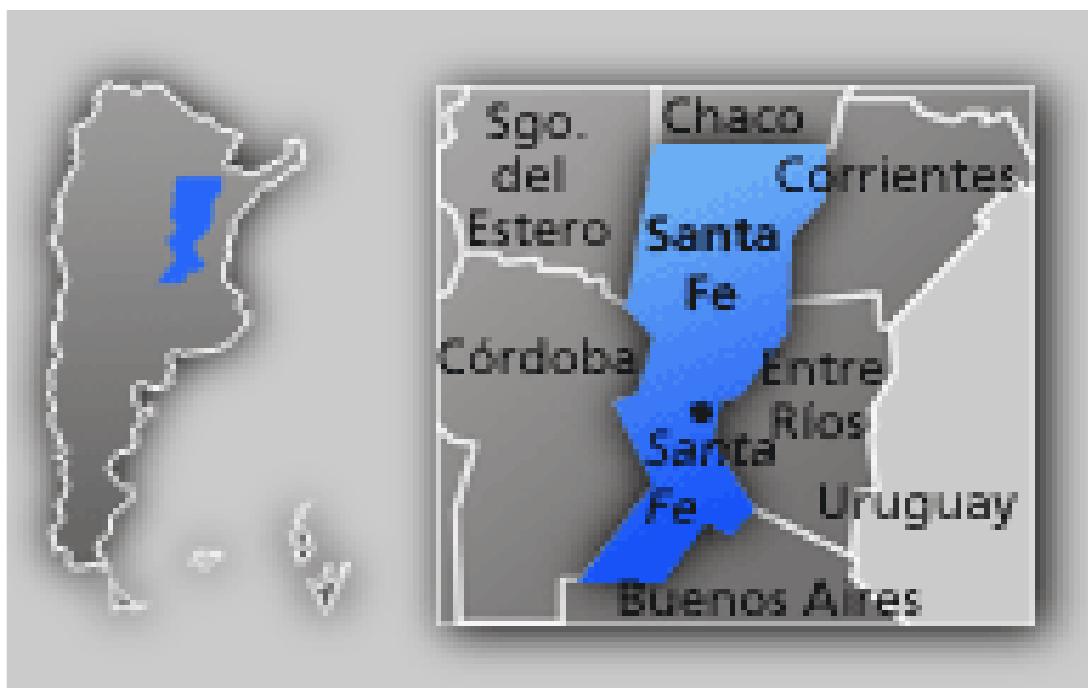 Sgo.
del
Estero
Chaco
Corrientes
Santa
Fe
Córdoba
Entre
Ríos
Santa
Fe
Uruguay
Buenos Aires